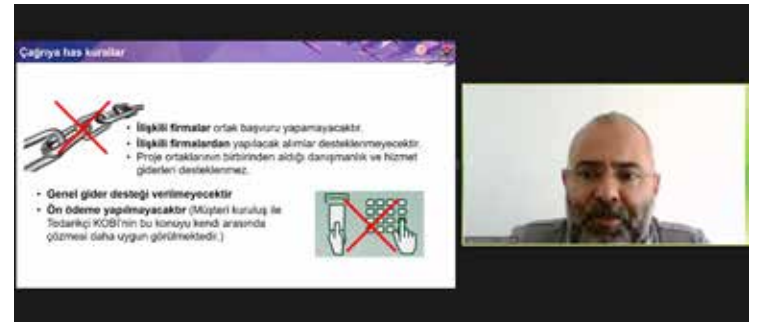 Çağrıya has kurallar
• İlişkili firmalar ortak başvuru yapamayacaktır.
• İlişkili firmalardan yapılacak alımlar desteklenmeyecektir.
• Proje ortaklarının birbirinden aldığı danışmanlık ve hizmet
giderleri desteklenmez.
• Genel gider desteği verilmeyecektir
• Ön ödeme yapılmayacaktır (Müşteri kuruluş ile
Tedarikçi KOBİ'nin bu konuyu kendi arasında
çözmesi daha uygun görülmektedir.)